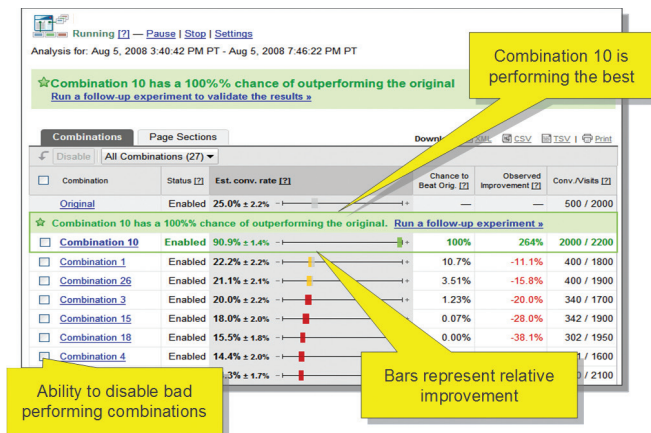 Running [?] — Pause | Stop | Settings
Analysis for: Aug 5, 2008 3:40:42 PM PT - Aug 5, 2008 7:46:22 PM PT
Combination 10 is
performing the best
Combination 10 has a 100%% chance of outperforming the original
Run a follow-up experiment to validate the results »
Combinations Page Sections XML CSV TSV | Print
Disable All Combinations (27)
Combination Status [?] Est. conv. rate [?] Chance to Beat Orig. [?] Observed Improvement [?] Conv./Visits [?]
Original Enabled 25.0% ± 2.2% - + — — 500 / 2000
Combination 10 has a 100%% chance of outperforming the original. Run a follow-up experiment »
Combination 10 Enabled 90.9% ± 1.4% - + 100% 264% 2000 / 2200
Combination 1 Enabled 22.2% ± 2.2% - + 10.7% -11.1% 400 / 1800
Combination 26 Enabled 21.1% ± 2.1% - + 3.51% -15.8% 400 / 1900
Combination 3 Enabled 20.0% ± 2.2% - + 1.23% -20.0% 340 / 1700
Combination 15 Enabled 18.0% ± 2.0% - + 0.07% -28.0% 342 / 1900
Combination 18 Enabled 15.5% ± 1.8% - + 0.00% -38.1% 302 / 1950
Combination 4 Enabled 14.4% ± 2.0% - + / 1600
± 1.7% - + / 2100
Bars represent relative
improvement
Ability to disable bad
performing combinations